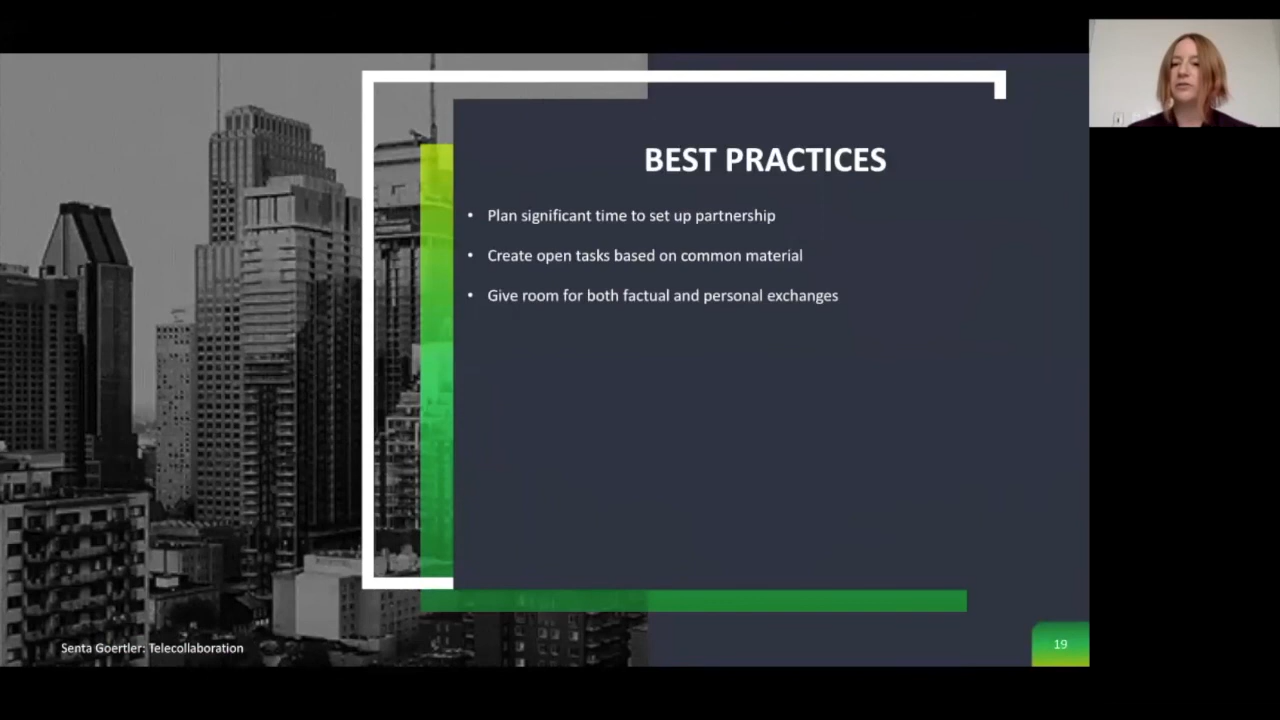 BEST PRACTICES
• Plan significant time to set up partnership
• Create open tasks based on common material
• Give room for both factual and personal exchanges
Senta Goertler: Telecollaboration
19